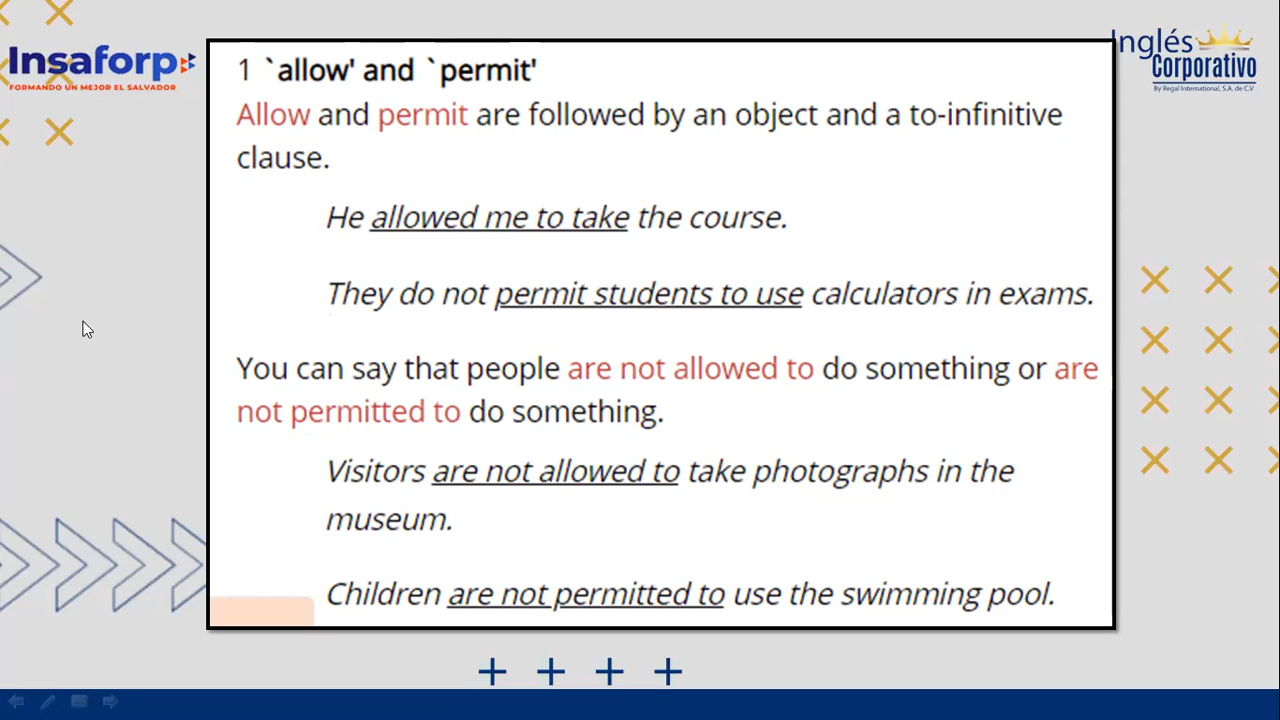 Insaforp
FORMANDO UN MEJOR EL SALVADOR
Inglés
Corporativo
By Regal International, S.A. de C.V.
1 `allow' and `permit'
Allow and permit are followed by an object and a to-infinitive
clause.
He allowed me to take the course.
They do not permit students to use calculators in exams.
You can say that people are not allowed to do something or are
not permitted to do something.
Visitors are not allowed to take photographs in the
museum.
Children are not permitted to use the swimming pool.